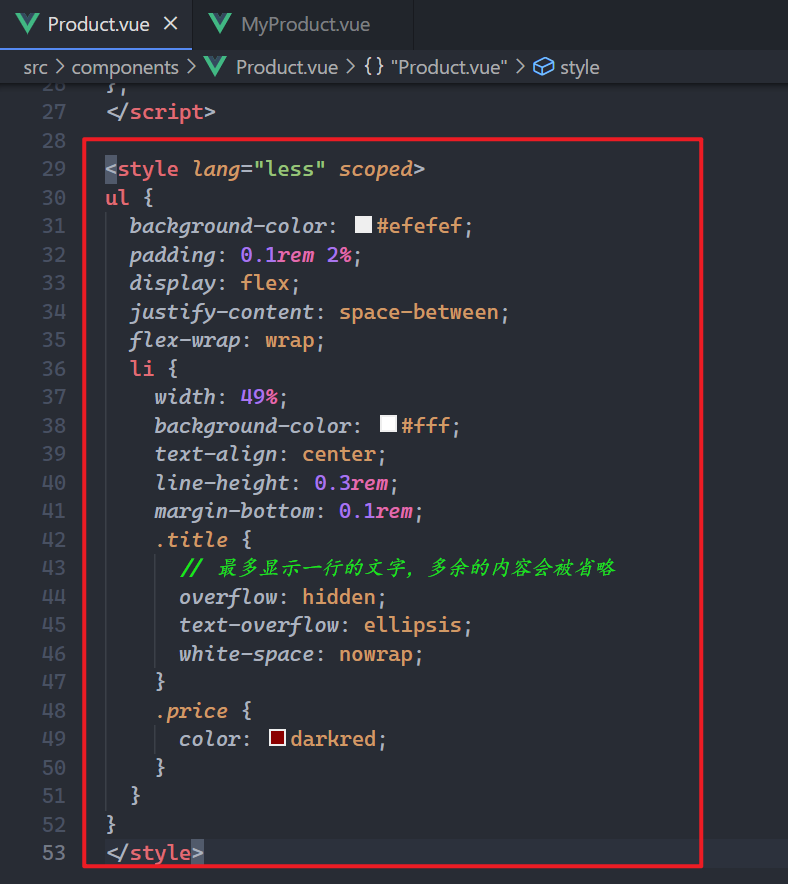 Product.vue
MyProduct.vue
src > components > Product.vue > {} "Product.vue" > style
26 };
27 </script>
28
29 <style lang="less" scoped>
30 ul {
31 background-color: #efefef;
32 padding: 0.1rem 2%;
33 display: flex;
34 justify-content: space-between;
35 flex-wrap: wrap;
36 li {
37 width: 49%;
38 background-color: #fff;
39 text-align: center;
40 line-height: 0.3rem;
41 margin-bottom: 0.1rem;
42 .title {
43 // 最多显示一行的文字，多余的内容会被省略
44 overflow: hidden;
45 text-overflow: ellipsis;
46 white-space: nowrap;
47 }
48 .price {
49 color: darkred;
50 }
51 }
52 }
53 </style>